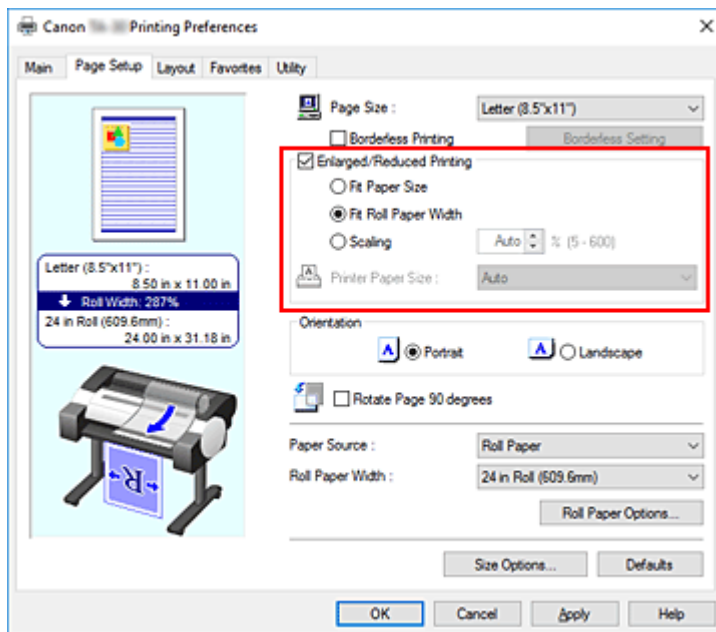 Canon Printing Preferences
Main Page Setup Layout Favorites Utility
Page Size : Letter (8.5"x11")
Borderless Printing Borderless Setting
Enlarged/Reduced Printing
Fit Paper Size
Fit Roll Paper Width
Scaling Auto % (5 - 600)
Printer Paper Size : Auto
Letter (8.5"x11") :
8.50 in x 11.00 in
Roll Width: 287%
24 in Roll (609.6mm) :
24.00 in x 31.18 in
Orientation
A Portrait A Landscape
Rotate Page 90 degrees
Paper Source : Roll Paper
Roll Paper Width : 24 in Roll (609.6mm)
Roll Paper Options...
Size Options... Defaults
R
OK Cancel Apply Help